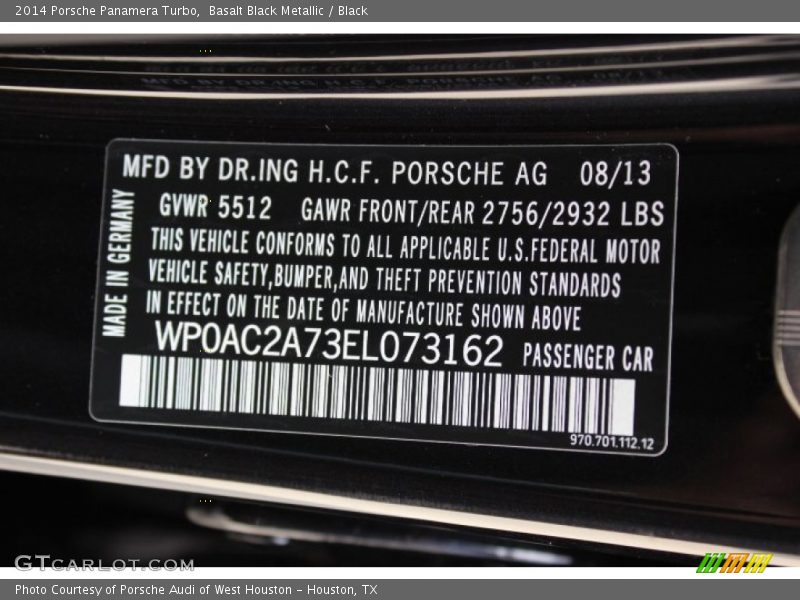 2014 Porsche Panamera Turbo,  Basalt Black Metallic / Black
MFD BY DR.ING H.C.F. PORSCHE AG 08/13
GVWR 5512 GAWR FRONT/REAR 2756/2932 LBS
THIS VEHICLE CONFORMS TO ALL APPLICABLE U.S.FEDERAL MOTOR
VEHICLE SAFETY,BUMPER,AND THEFT PREVENTION STANDARDS
IN EFFECT ON THE DATE OF MANUFACTURE SHOWN ABOVE
WP0AC2A73EL073162 PASSENGER CAR
MADE IN GERMANY
970.701.112.12
GTCARLOT.COM
Photo Courtesy of Porsche Audi of West Houston - Houston, TX